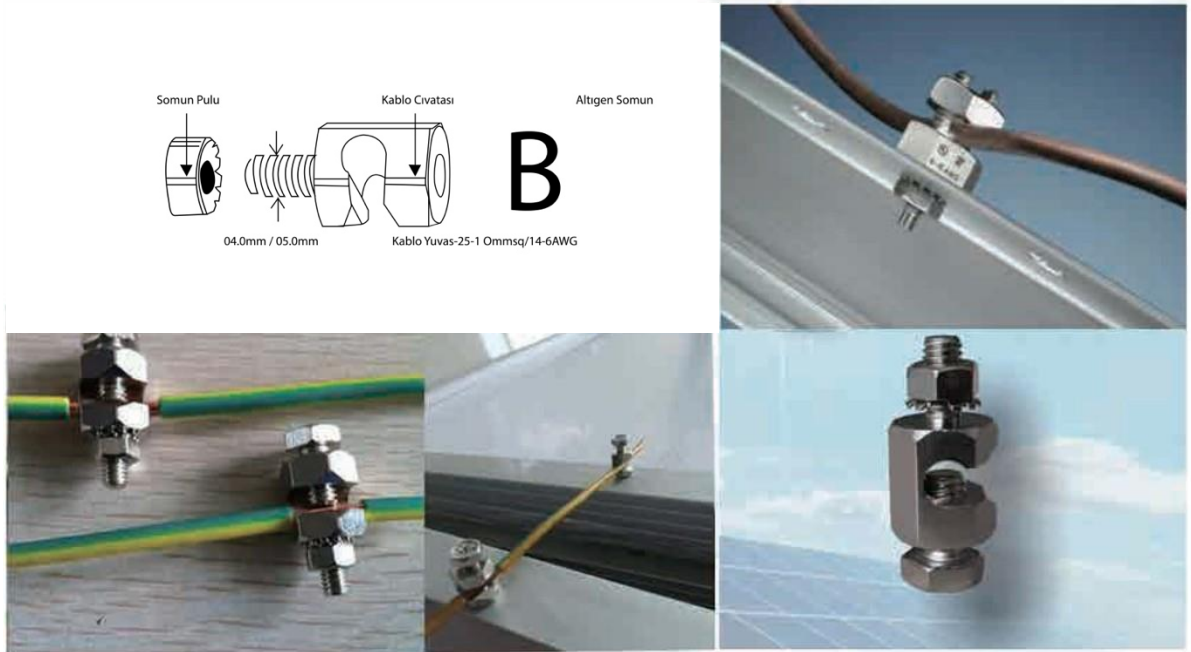 Somun Pulu
Kablo Cıvatası
Altıgen Somun
B
04.0mm / 05.0mm
Kablo Yuvas-25-1 Ommsq/14-6AWG